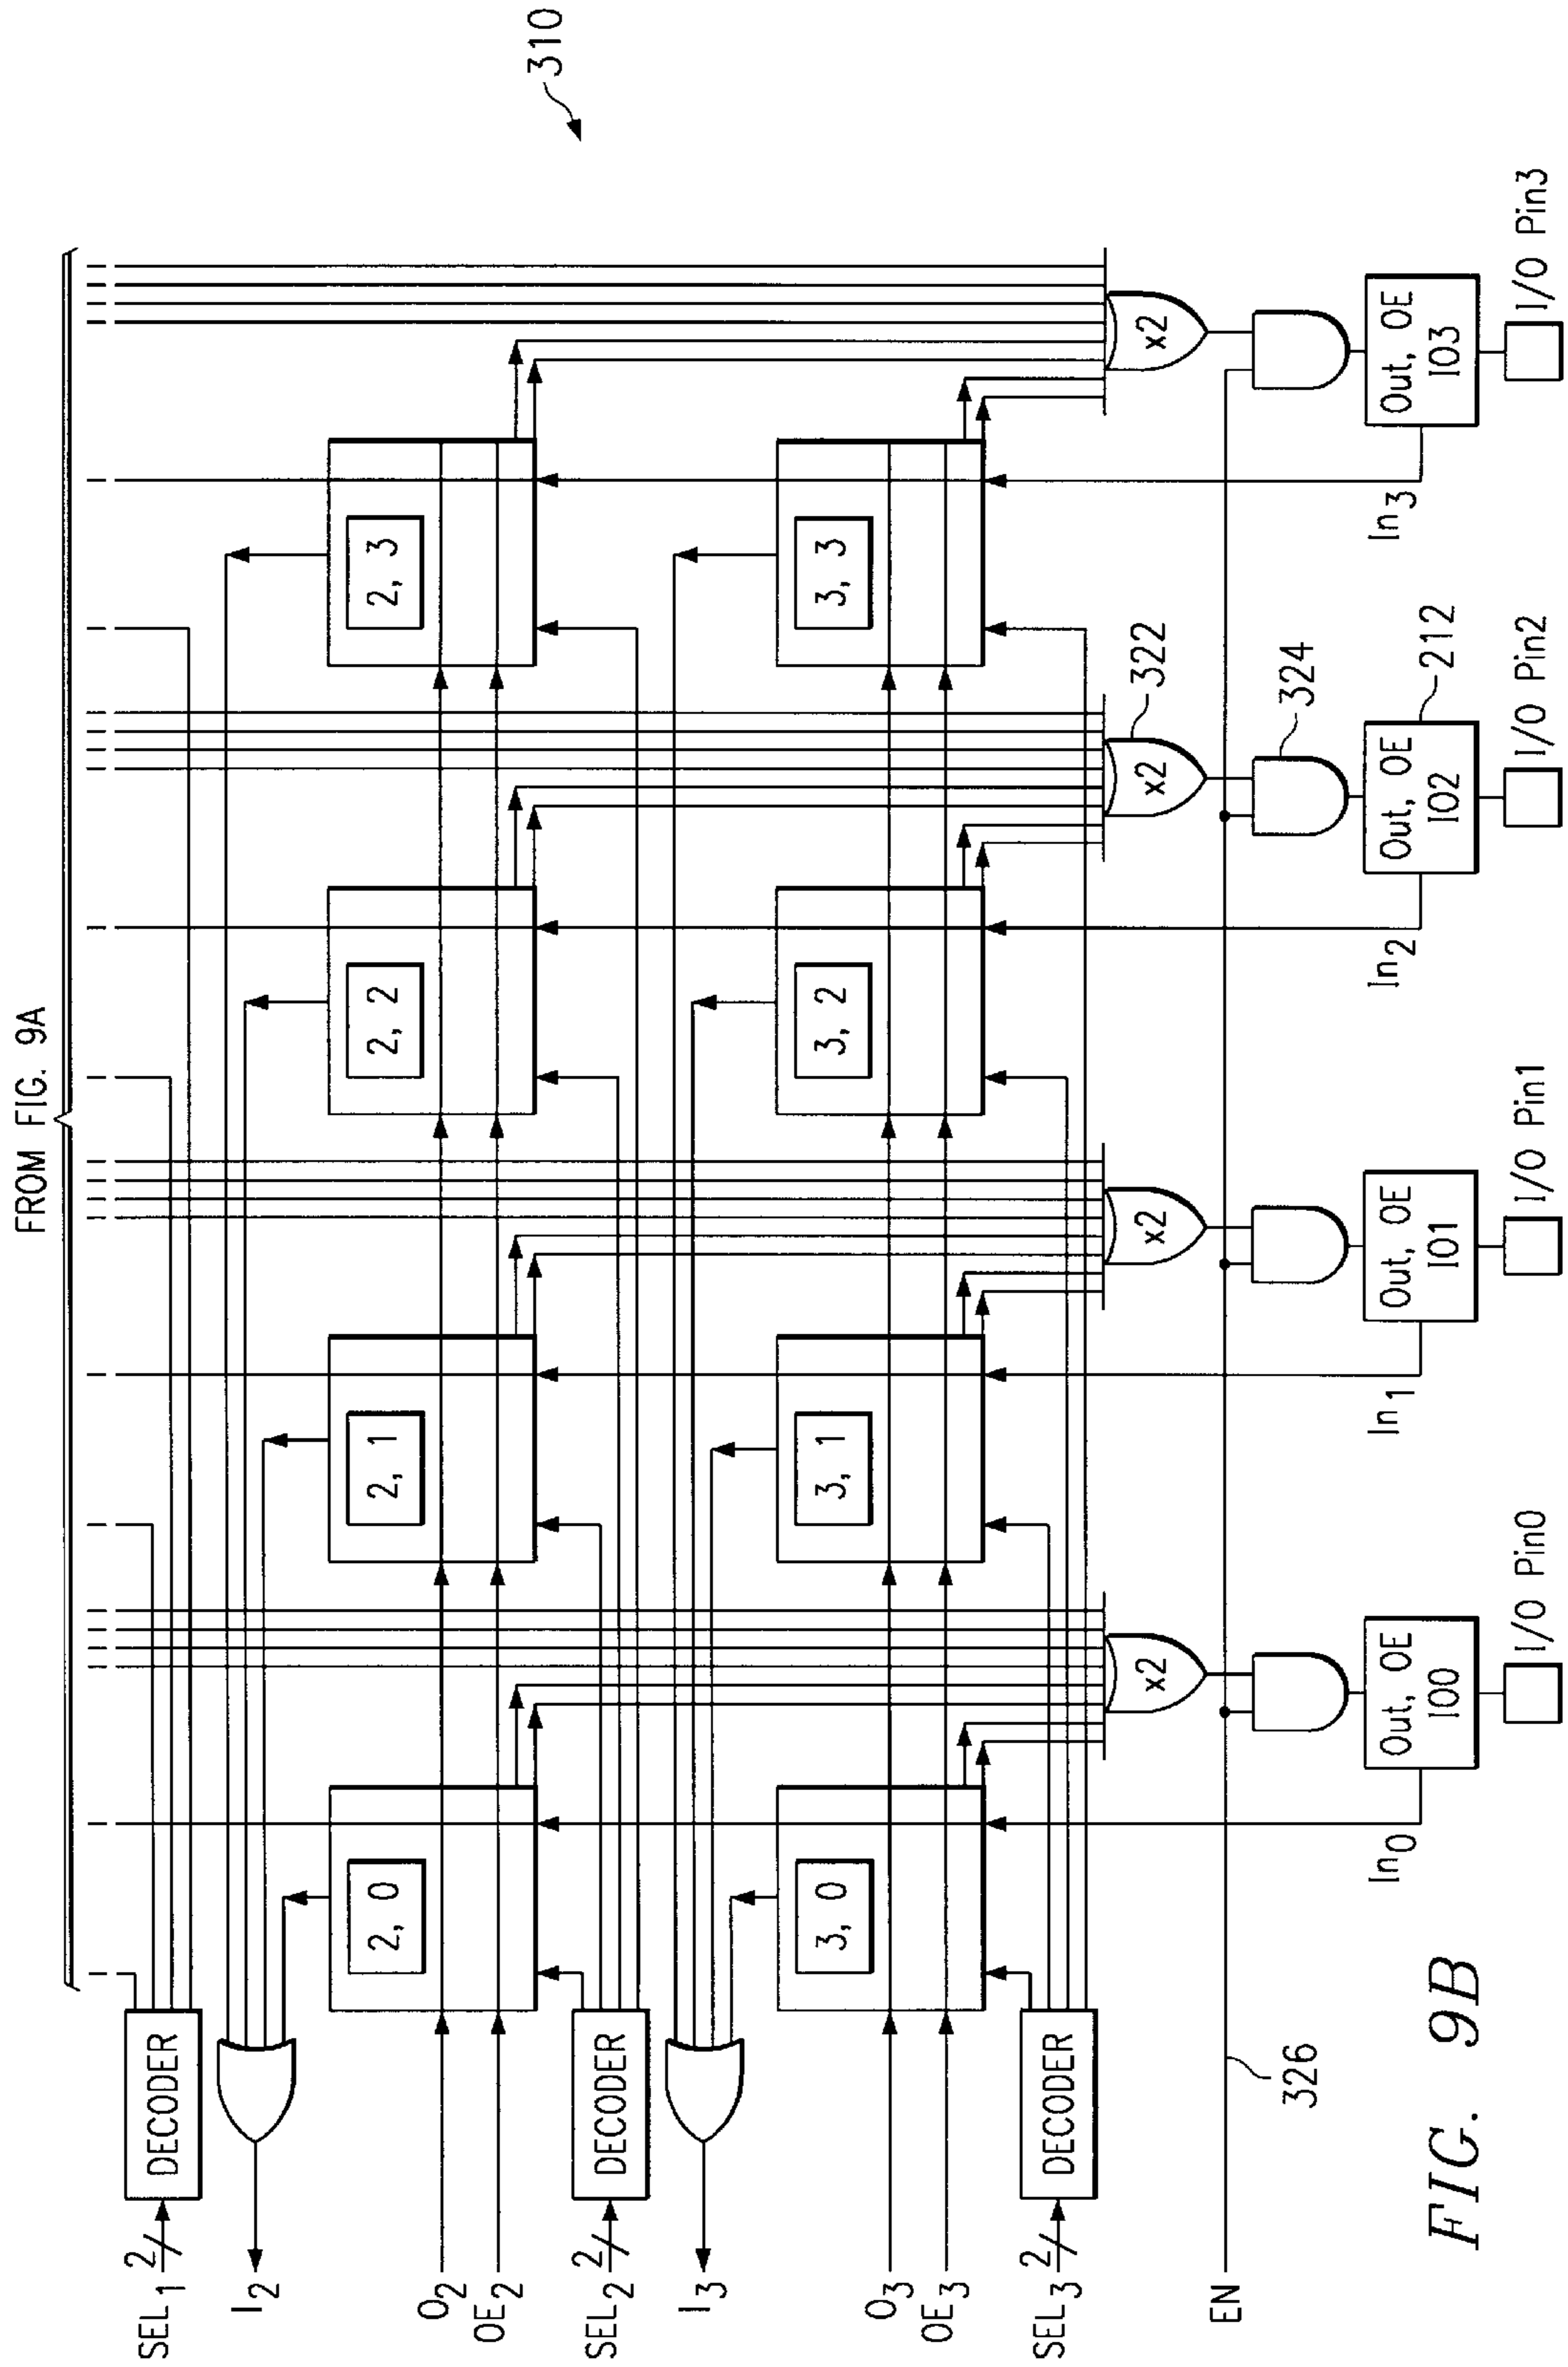 FROM FIG. 9A
310
SEL1
2
DECODER
I2
2, 0
2, 1
2, 2
2, 3
O2
OE2
SEL2
2
DECODER
I3
3, 0
3, 1
3, 2
3, 3
O3
OE3
SEL3
2
DECODER
x2
x2
x2
322
x2
EN
326
324
In0
Out, OE
IO0
In1
Out, OE
IO1
In2
Out, OE
IO2
212
In3
Out, OE
IO3
I/O Pin0
I/O Pin1
I/O Pin2
I/O Pin3
FIG. 9B